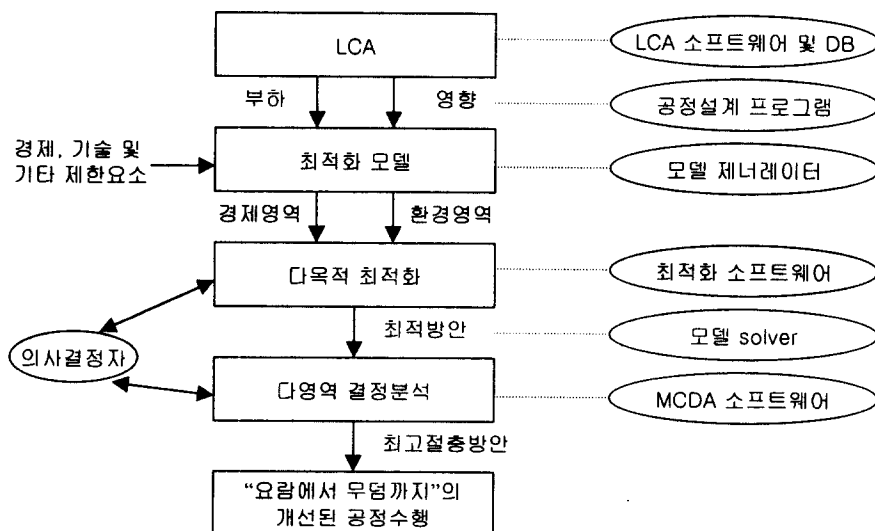 LCA
LCA 소프트웨어 및 DB
부하
영향
공정설계 프로그램
경제, 기술 및
기타 제한요소
최적화 모델
모델 제너레이터
경제영역
환경영역
다목적 최적화
최적화 소프트웨어
최적방안
모델 solver
의사결정자
다영역 결정분석
MCDA 소프트웨어
최고절충방안
“요람에서 무덤까지”의
개선된 공정수행